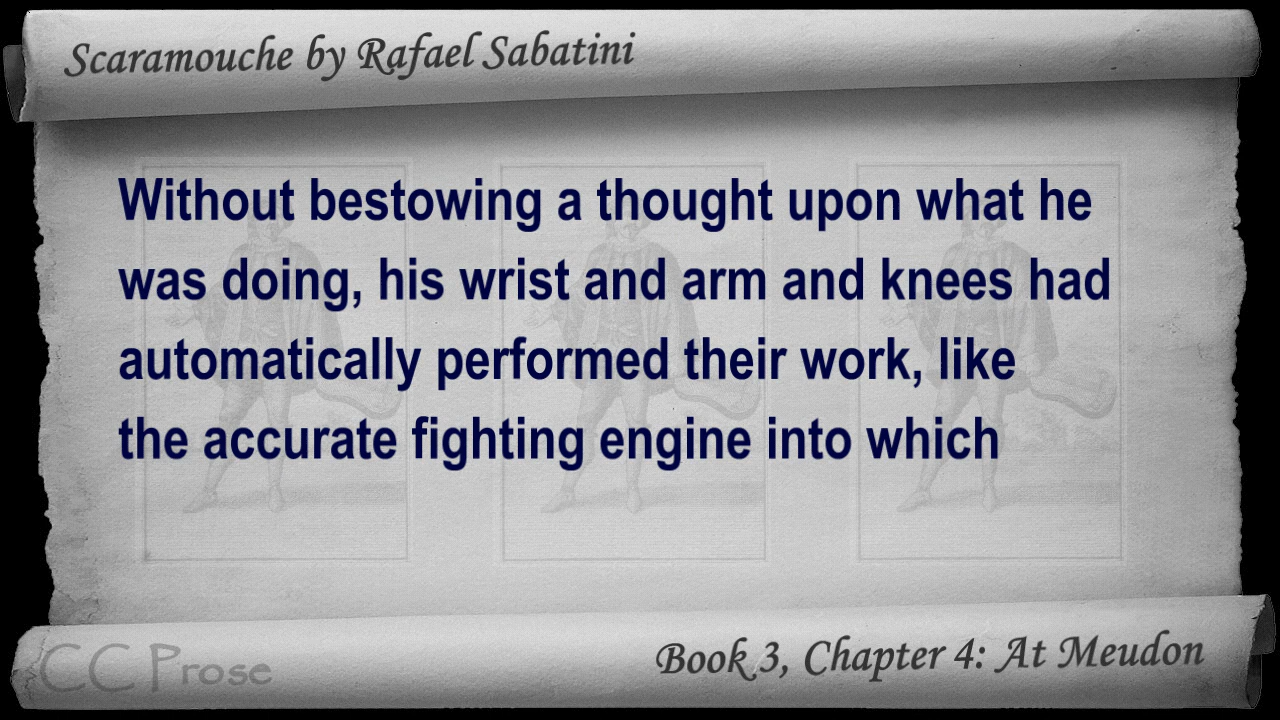 Scaramouche by Rafael Sabatini
Without bestowing a thought upon what he
was doing, his wrist and arm and knees had
automatically performed their work, like
the accurate fighting engine into which
CC Prose
Book 3, Chapter 4: At Meudon